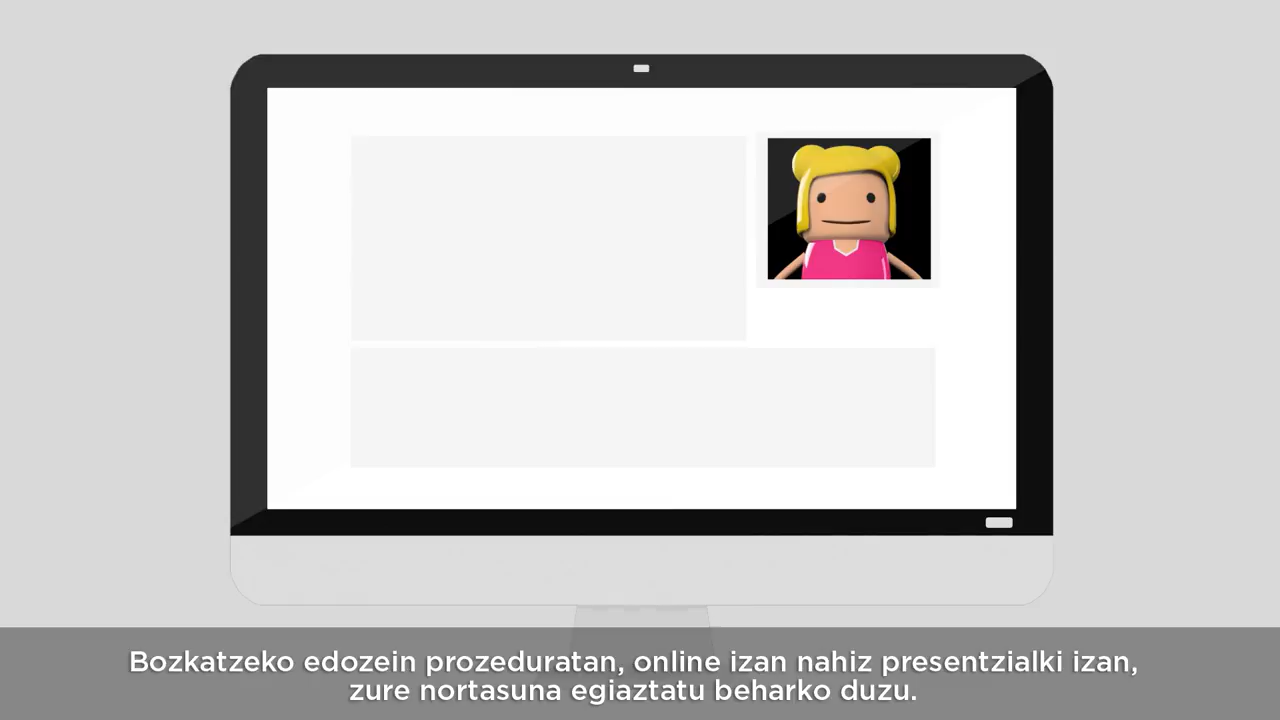 Bozkatzeko edozein prozeduratan, online izan nahiz presentzialki izan,
zure nortasuna egiaztatu beharko duzu.